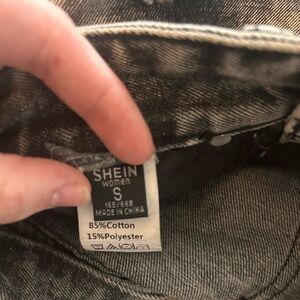 SHEIN
women
S
165/66B
MADE IN CHINA
85%Cotton
15%Polyester